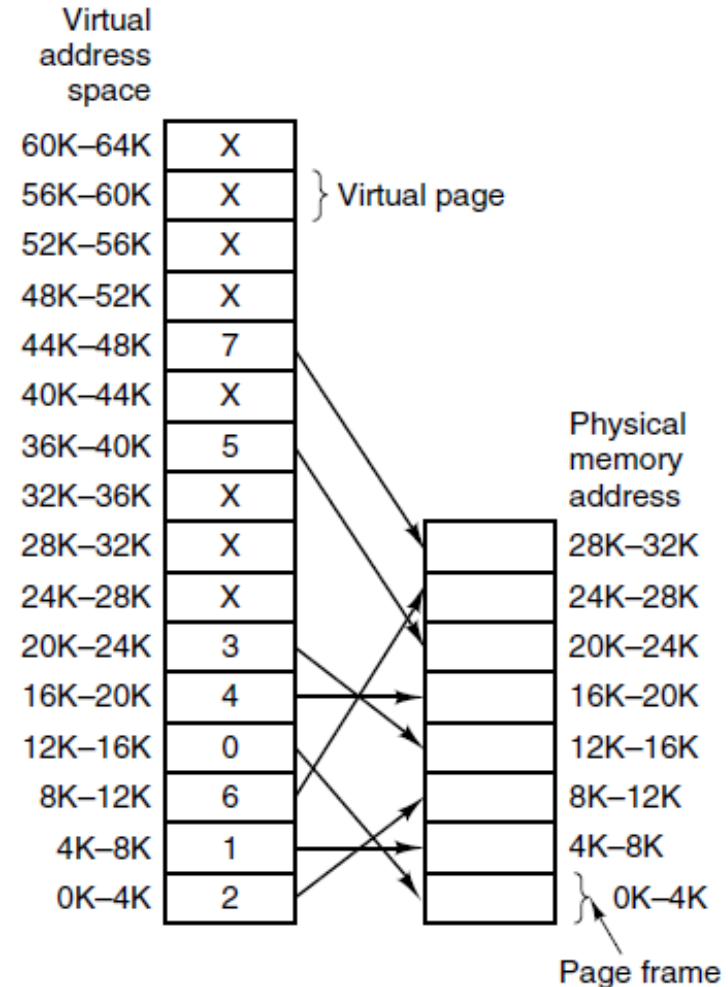 Virtual
address
space
60K–64K X
56K–60K X Virtual page
52K–56K X
48K–52K X
44K–48K 7
40K–44K X
36K–40K 5
32K–36K X
28K–32K X
24K–28K X
20K–24K 3
16K–20K 4
12K–16K 0
8K–12K 6
4K–8K 1
0K–4K 2
Physical
memory
address
28K–32K
24K–28K
20K–24K
16K–20K
12K–16K
8K–12K
4K–8K
0K–4K
Page frame